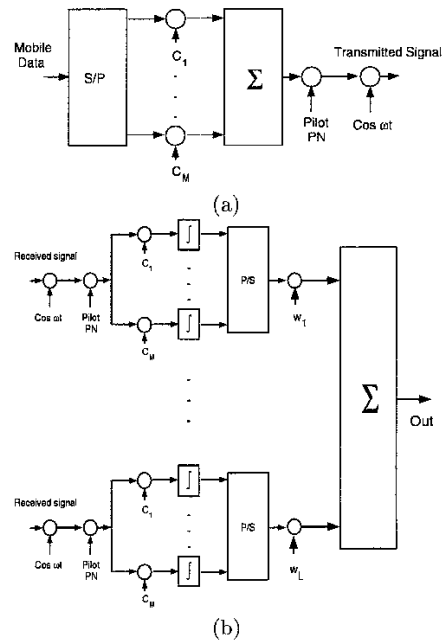 Mobile
Data
S/P
C1
CM
Σ
Transmitted Signal
Pilot
PN
Cos ωt
(a)
Received signal
Cos ωt
Pilot
PN
C1
∫
CM
∫
P/S
w1
Σ
Out
Received signal
Cos ωt
Pilot
PN
C1
∫
CM
∫
P/S
wL
(b)